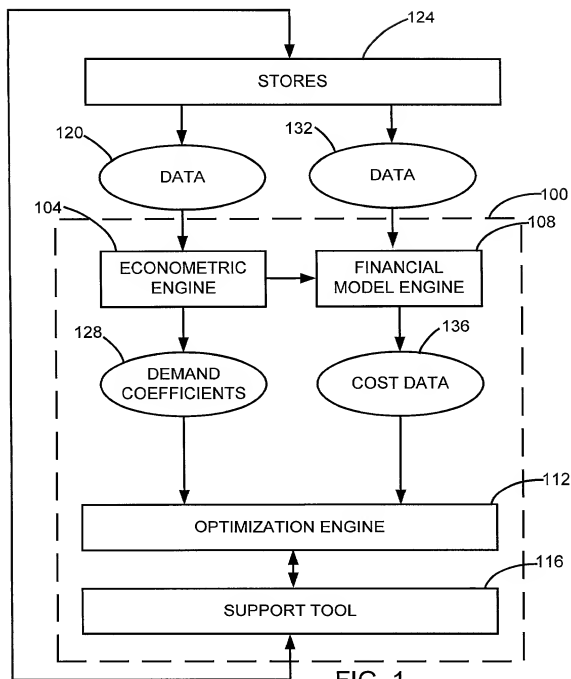 124
STORES
120
132
DATA
DATA
100
104
108
ECONOMETRIC
ENGINE
FINANCIAL
MODEL ENGINE
128
136
DEMAND
COEFFICIENTS
COST DATA
112
OPTIMIZATION ENGINE
116
SUPPORT TOOL
FIG. 1